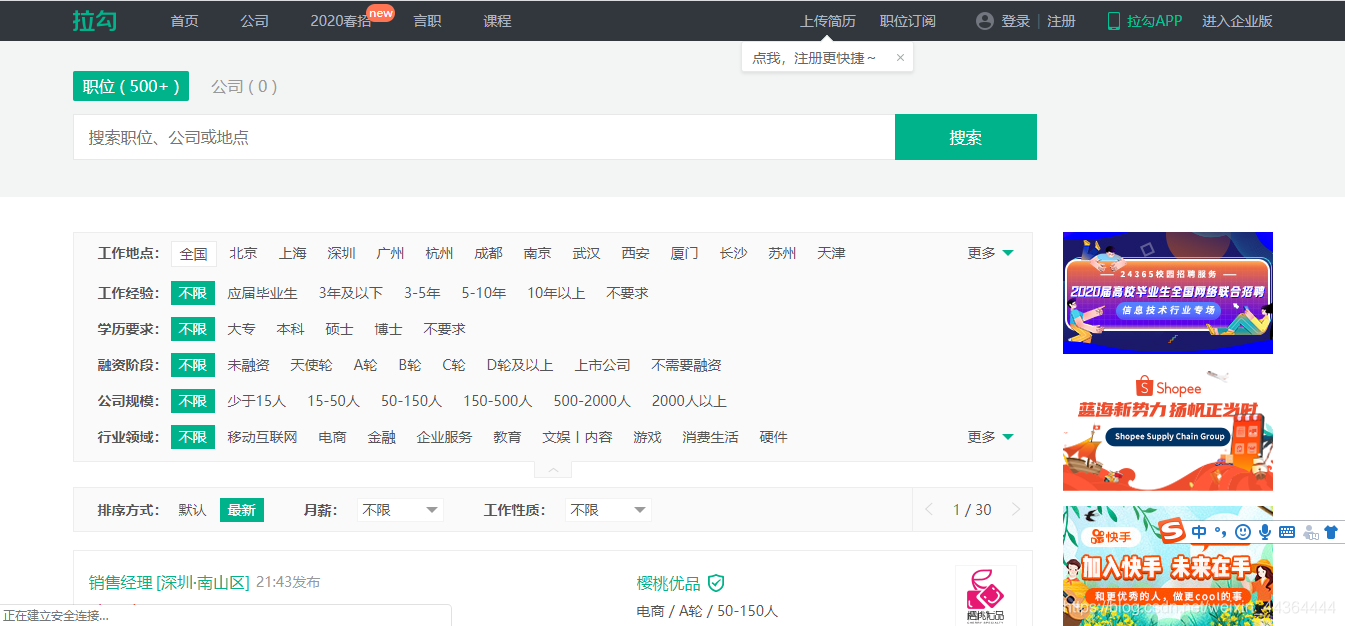 拉勾 首页 公司 2020春招 new 言职 课程 上传简历 职位订阅 登录 | 注册 拉勾APP 进入企业版
点我，注册更快捷～ ×
职位 ( 500+ ) 公司 ( 0 )
搜索职位、公司或地点 搜索
工作地点： 全国 北京 上海 深圳 广州 杭州 成都 南京 武汉 西安 厦门 长沙 苏州 天津 更多
工作经验： 不限 应届毕业生 3年及以下 3-5年 5-10年 10年以上 不要求
学历要求： 不限 大专 本科 硕士 博士 不要求
融资阶段： 不限 未融资 天使轮 A轮 B轮 C轮 D轮及以上 上市公司 不需要融资
公司规模： 不限 少于15人 15-50人 50-150人 150-500人 500-2000人 2000人以上
行业领域： 不限 移动互联网 电商 金融 企业服务 教育 文娱丨内容 游戏 消费生活 硬件 更多
排序方式： 默认 最新 月薪： 不限 工作性质： 不限 1 / 30
销售经理 [深圳·南山区] 21:43发布 樱桃优品
电商 / A轮 / 50-150人
樱桃优品
正在建立安全连接...
24365校园招聘服务
2020届高校毕业生全国网络联合招聘
信息技术行业专场
Shopee
蓝海新势力 扬帆正当时
Shopee Supply Chain Group
快手
S 中
加入快手 未来在手
和更优秀的人，做更cool的事
https://blog.csdn.net/weixin_44364444